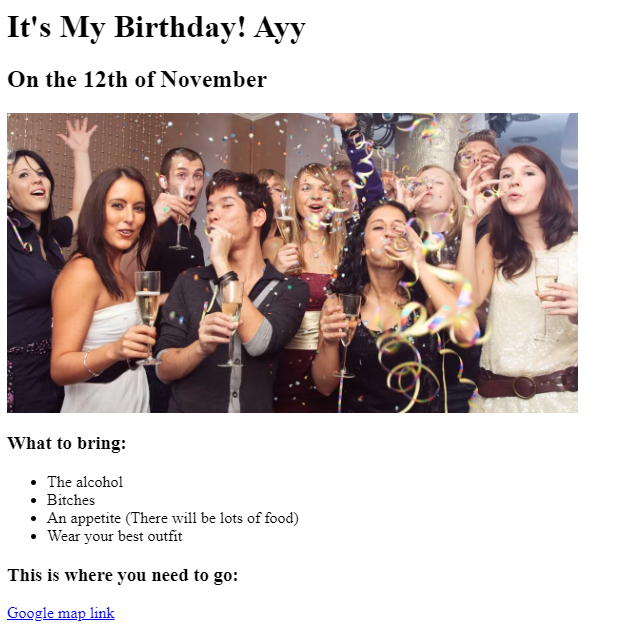 It's My Birthday! Ayy
On the 12th of November
What to bring:
The alcohol
Bitches
An appetite (There will be lots of food)
Wear your best outfit
This is where you need to go:
Google map link